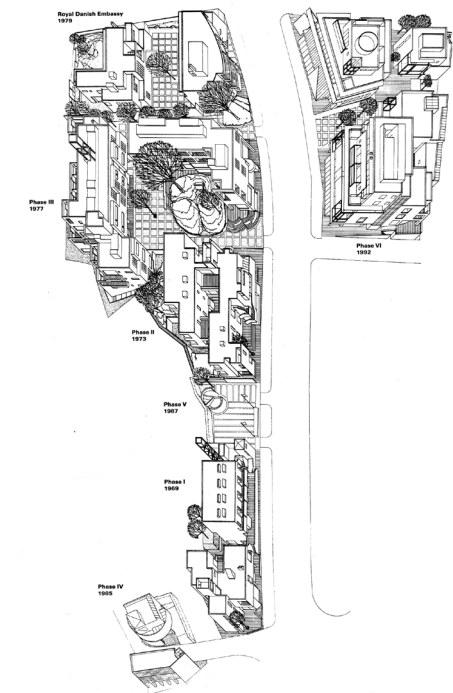 Royal Danish Embassy
1979
Phase III
1977
Phase VI
1992
Phase II
1973
Phase V
1987
Phase I
1969
Phase IV
1985